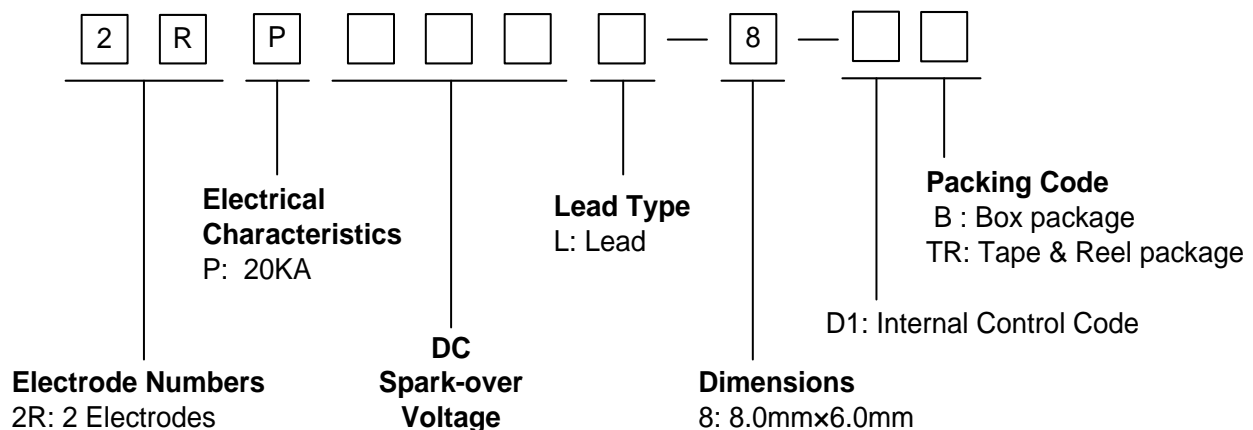 2 R P — 8 —
Electrical
Characteristics
P: 20KA
Lead Type
L: Lead
Packing Code
B : Box package
TR: Tape & Reel package
D1: Internal Control Code
Electrode Numbers
2R: 2 Electrodes
DC
Spark-over
Voltage
Dimensions
8: 8.0mm×6.0mm